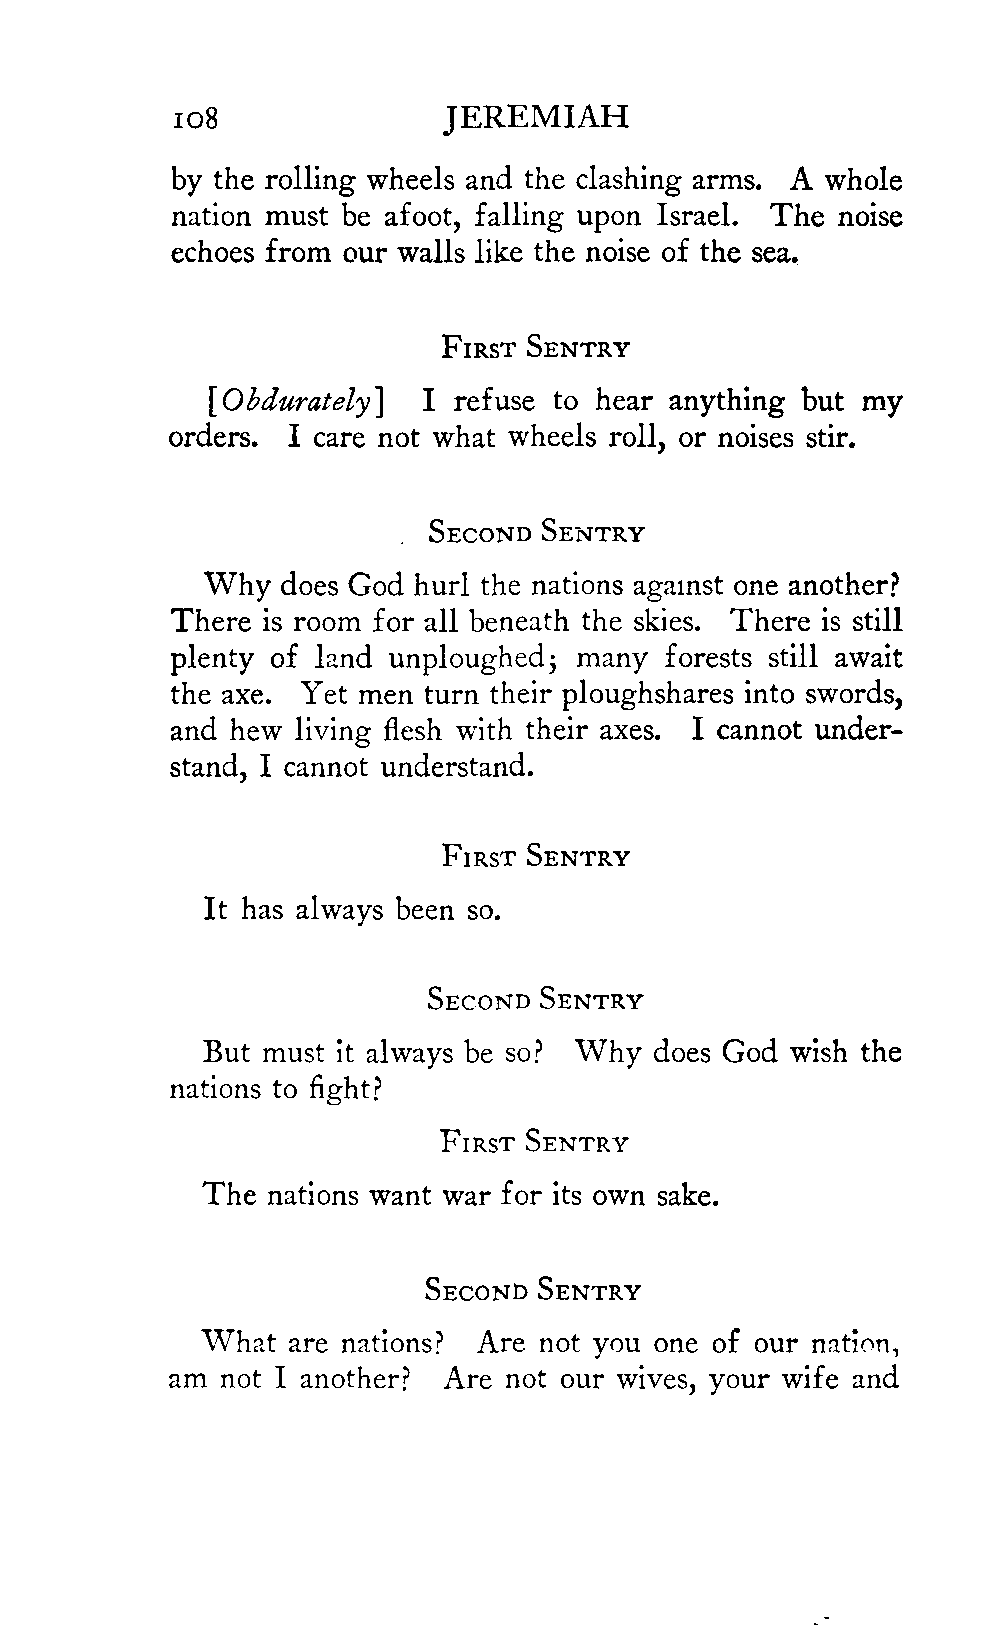 108 JEREMIAH
by the rolling wheels and the clashing arms. A whole
nation must be afoot, falling upon Israel. The noise
echoes from our walls like the noise of the sea.
First Sentry
[Obdurately] I refuse to hear anything but my
orders. I care not what wheels roll, or noises stir.
Second Sentry
Why does God hurl the nations against one another?
There is room for all beneath the skies. There is still
plenty of land unploughed; many forests still await
the axe. Yet men turn their ploughshares into swords,
and hew living flesh with their axes. I cannot under-
stand, I cannot understand.
First Sentry
It has always been so.
Second Sentry
But must it always be so? Why does God wish the
nations to fight?
First Sentry
The nations want war for its own sake.
Second Sentry
What are nations? Are not you one of our nation,
am not I another? Are not our wives, your wife and